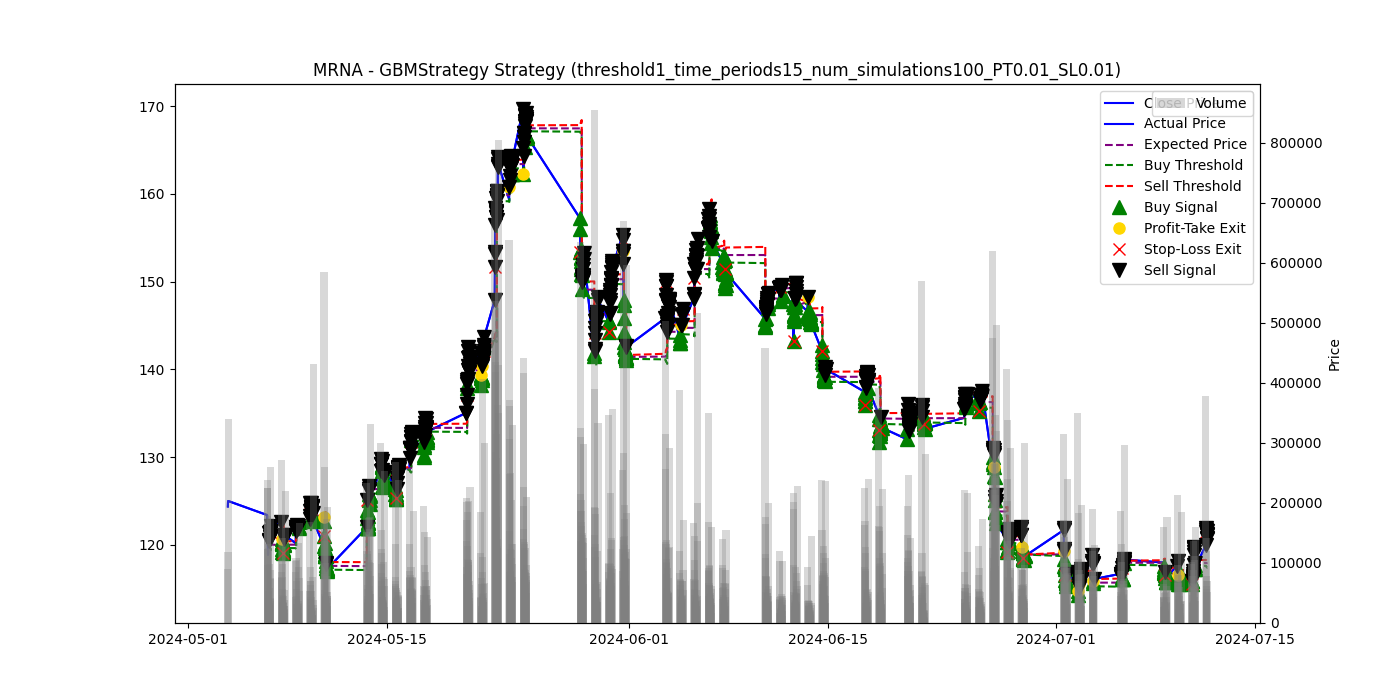 MRNA - GBMStrategy Strategy (threshold1_time_periods15_num_simulations100_PT0.01_SL0.01)
170
160
150
140
130
120
2024-05-01
2024-05-15
2024-06-01
2024-06-15
2024-07-01
2024-07-15
800000
700000
600000
500000
400000
300000
200000
100000
0
Price
Volume
Actual Price
Expected Price
Buy Threshold
Sell Threshold
Buy Signal
Profit-Take Exit
Stop-Loss Exit
Sell Signal